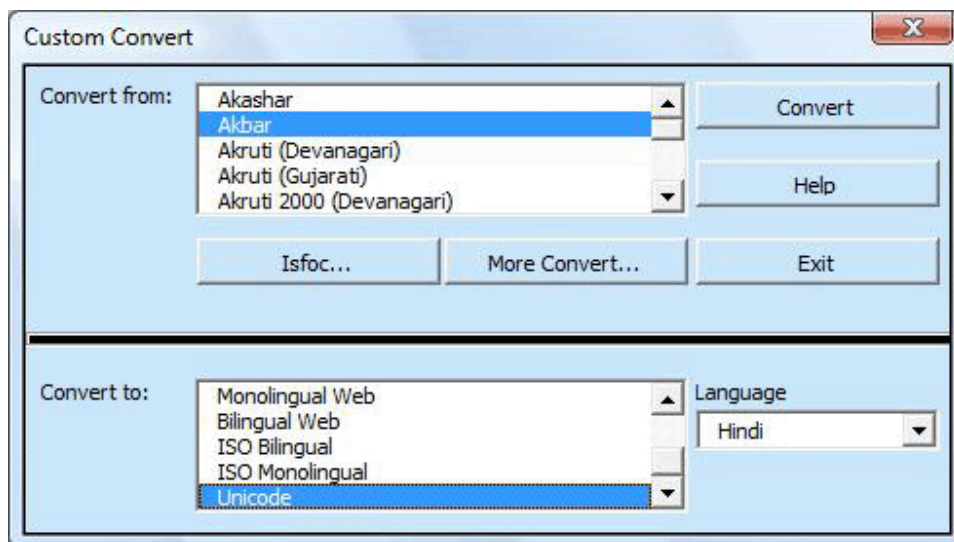 Custom Convert
Convert from:
Akashar
Akbar
Akruti (Devanagari)
Akruti (Gujarati)
Akruti 2000 (Devanagari)
Convert
Help
Isfoc...
More Convert...
Exit
Convert to:
Monolingual Web
Bilingual Web
ISO Bilingual
ISO Monolingual
Unicode
Language
Hindi